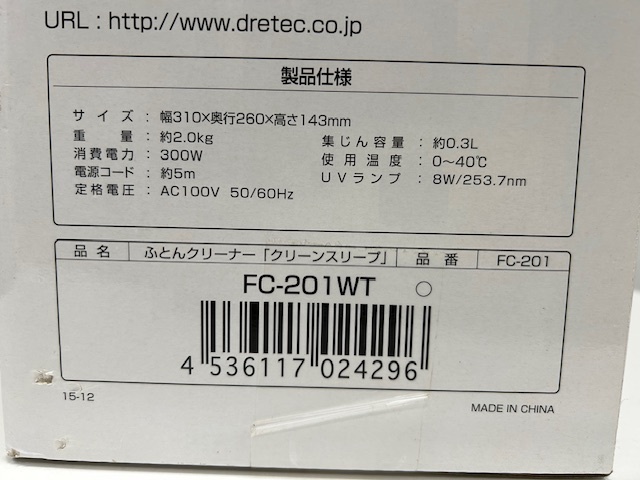 URL : http://www.dretec.co.jp
製品仕様
サイズ : 幅310×奥行260×高さ143mm
重量 : 約2.0kg
集じん容量 : 約0.3L
消費電力 : 300W
使用温度 : 0〜40℃
電源コード : 約5m
UVランプ : 8W/253.7nm
定格電圧 : AC100V 50/60Hz
品名 ふとんクリーナー「クリーンスリープ」 品番 FC-201
FC-201WT ○
4 536117 024296
15-12
MADE IN CHINA